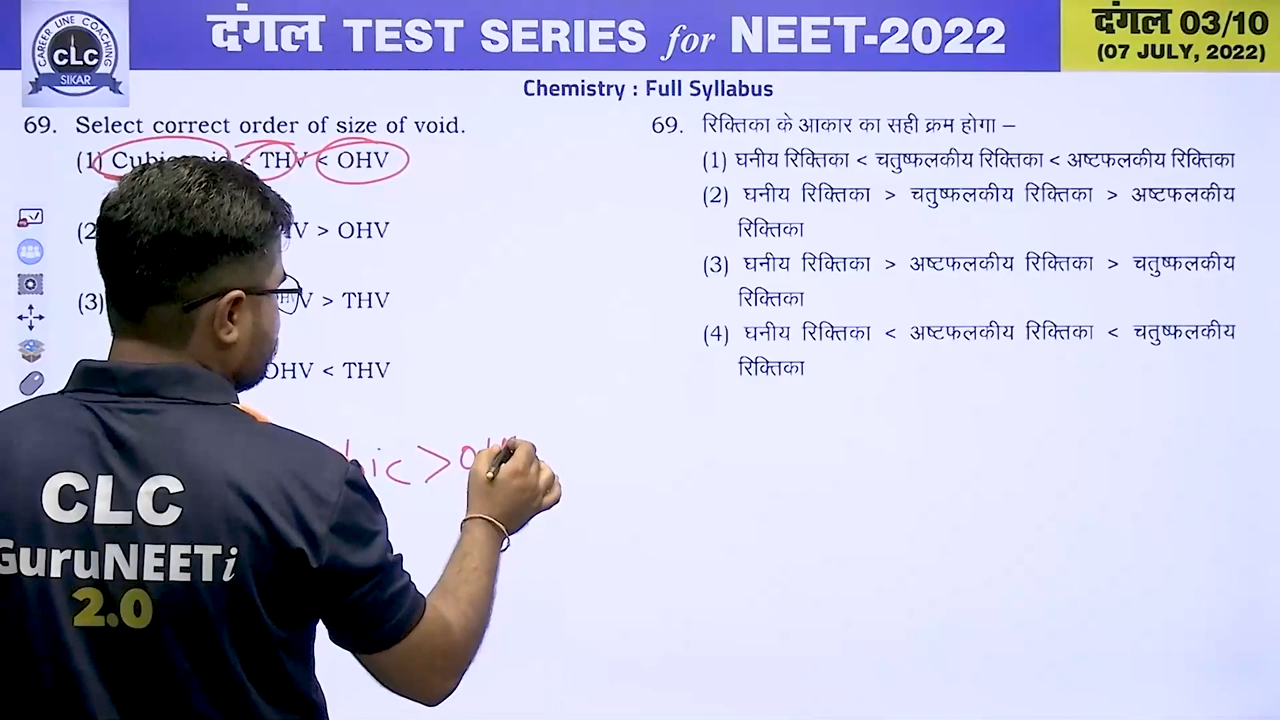 CAREER LINE COACHING
CLC
SIKAR
दंगल TEST SERIES for NEET-2022
दंगल 03/10
(07 JULY, 2022)
Chemistry : Full Syllabus
69. Select correct order of size of void.
(1) Cubic void < THV < OHV
(2 > OHV
(3) > THV
OHV < THV
69. रिक्तिका के आकार का सही क्रम होगा –
(1) घनीय रिक्तिका < चतुष्फलकीय रिक्तिका < अष्टफलकीय रिक्तिका
(2) घनीय रिक्तिका > चतुष्फलकीय रिक्तिका > अष्टफलकीय
रिक्तिका
(3) घनीय रिक्तिका > अष्टफलकीय रिक्तिका > चतुष्फलकीय
रिक्तिका
(4) घनीय रिक्तिका < अष्टफलकीय रिक्तिका < चतुष्फलकीय
रिक्तिका
bic >
CLC
GuruNEETi
2.0